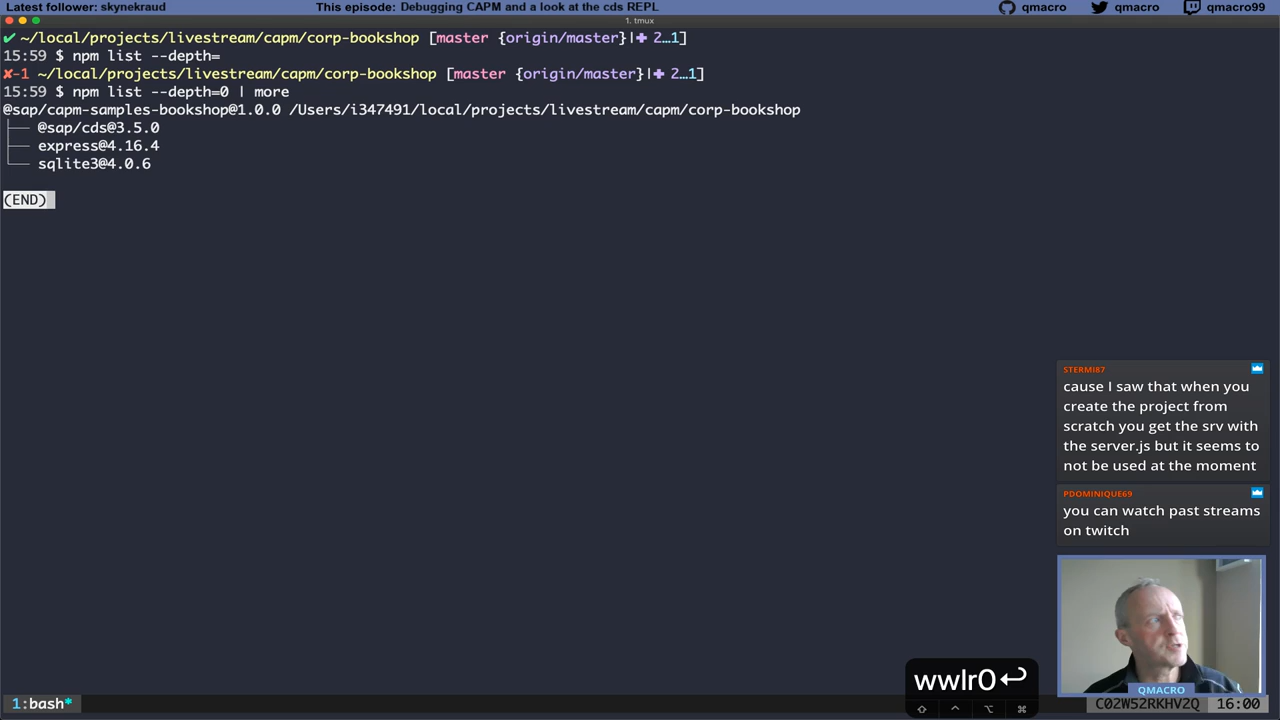 Latest follower: skynekraud
This episode: Debugging CAPM and a look at the cds REPL
qmacro
qmacro
qmacro99
1. tmux
✔ ~/local/projects/livestream/capm/corp-bookshop [master {origin/master}|✚ 2…1]
15:59 $ npm list --depth=
✘-1 ~/local/projects/livestream/capm/corp-bookshop [master {origin/master}|✚ 2…1]
15:59 $ npm list --depth=0 | more
@sap/capm-samples-bookshop@1.0.0 /Users/i347491/local/projects/livestream/capm/corp-bookshop
├── @sap/cds@3.5.0
├── express@4.16.4
└── sqlite3@4.0.6
(END)
STERMI87
cause I saw that when you
create the project from
scratch you get the srv with
the server.js but it seems to
not be used at the moment
PDOMINIQUE69
you can watch past streams
on twitch
QMACRO
wwlr0↩
⇧ ^ ⌥ ⌘
1:bash*
C02W52RKHV2Q 16:00